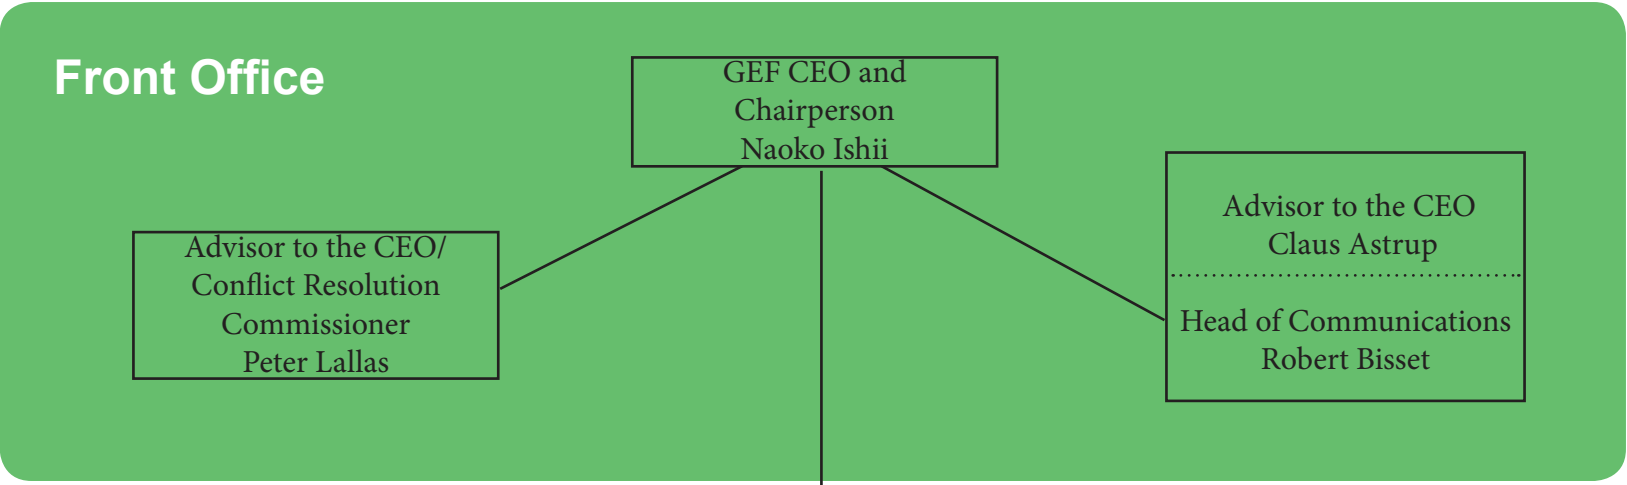 Front Office
GEF CEO and
Chairperson
Naoko Ishii
Advisor to the CEO/
Conflict Resolution
Commissioner
Peter Lallas
Advisor to the CEO
Claus Astrup
Head of Communications
Robert Bisset